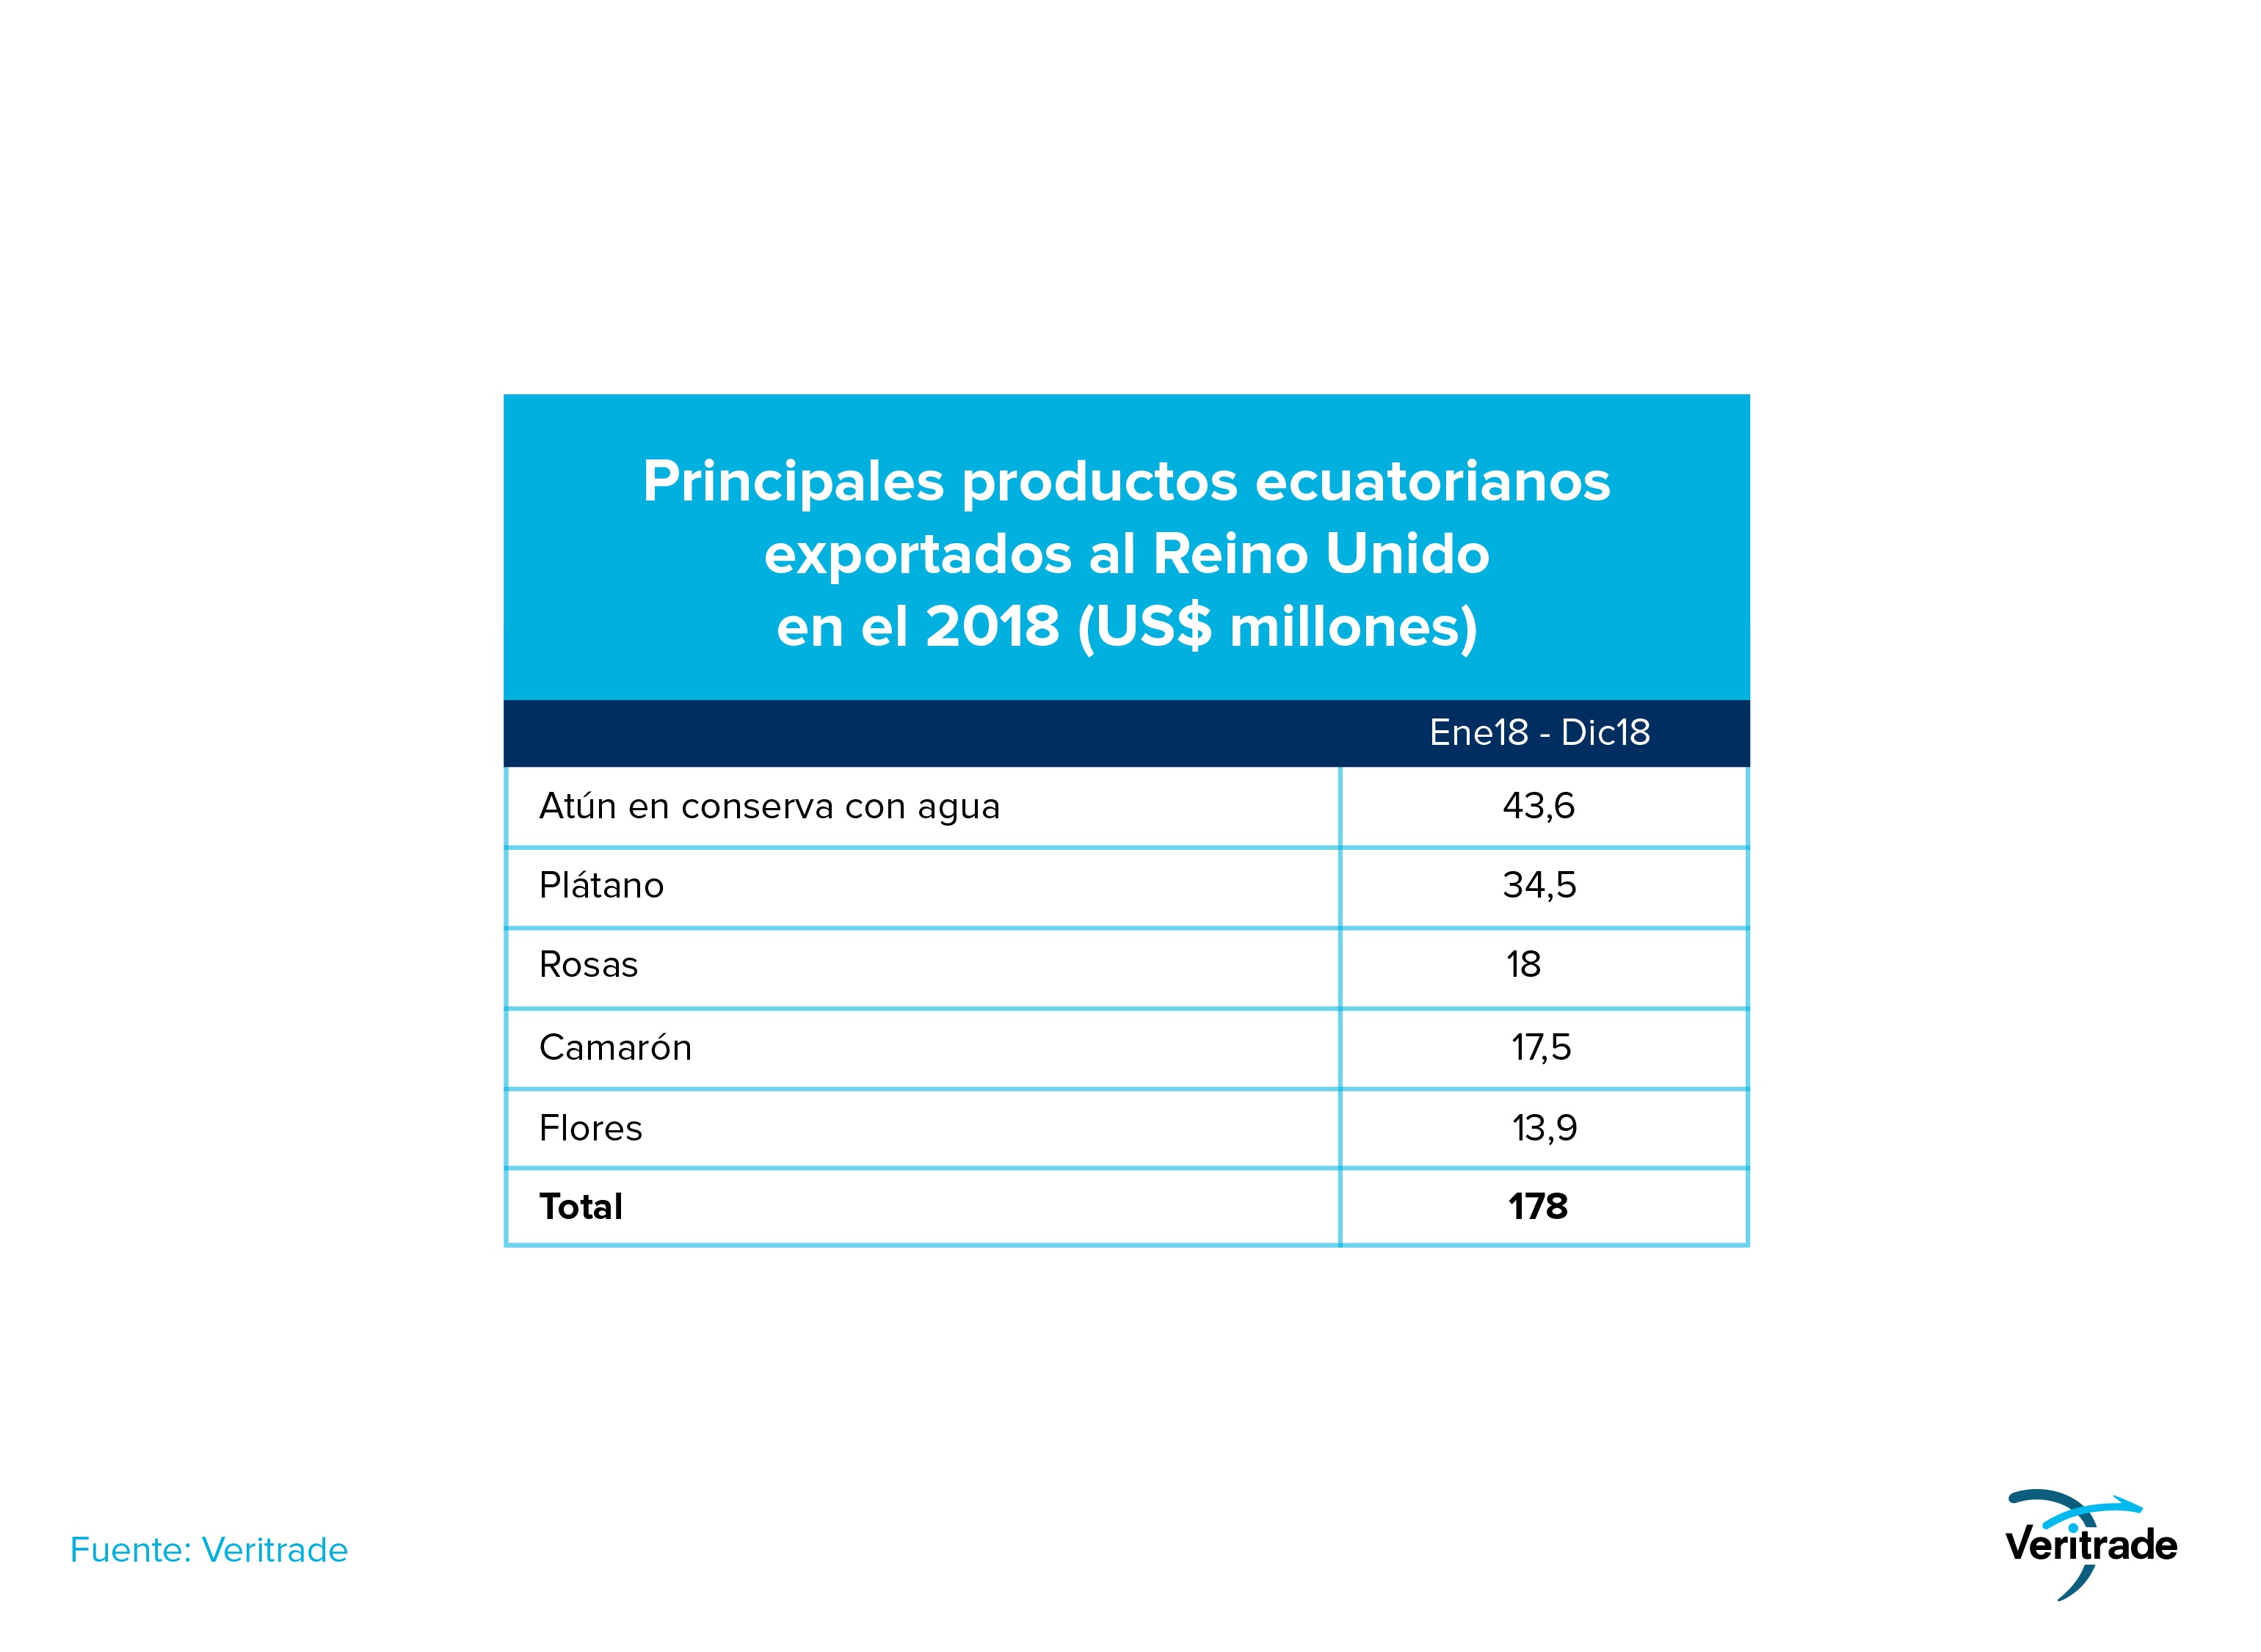 Principales productos ecuatorianos
exportados al Reino Unido
en el 2018 (US$ millones)
Ene18 - Dic18
Atún en conserva con agua 43,6
Plátano 34,5
Rosas 18
Camarón 17,5
Flores 13,9
Total 178
Fuente: Veritrade
Veritrade